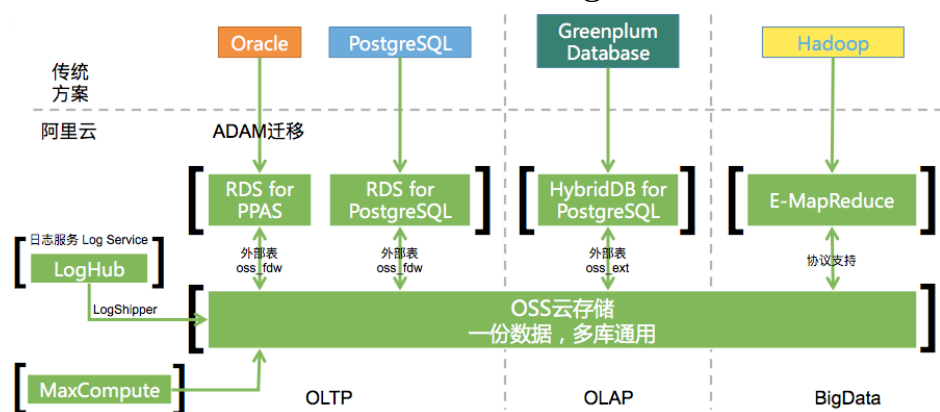 Oracle
PostgreSQL
Greenplum
Database
Hadoop
传统
方案
阿里云
ADAM迁移
RDS for
PPAS
RDS for
PostgreSQL
HybridDB for
PostgreSQL
E-MapReduce
日志服务 Log Service
LogHub
外部表
oss_fdw
外部表
oss_fdw
外部表
oss_ext
协议支持
LogShipper
OSS云存储
一份数据，多库通用
MaxCompute
OLTP
OLAP
BigData